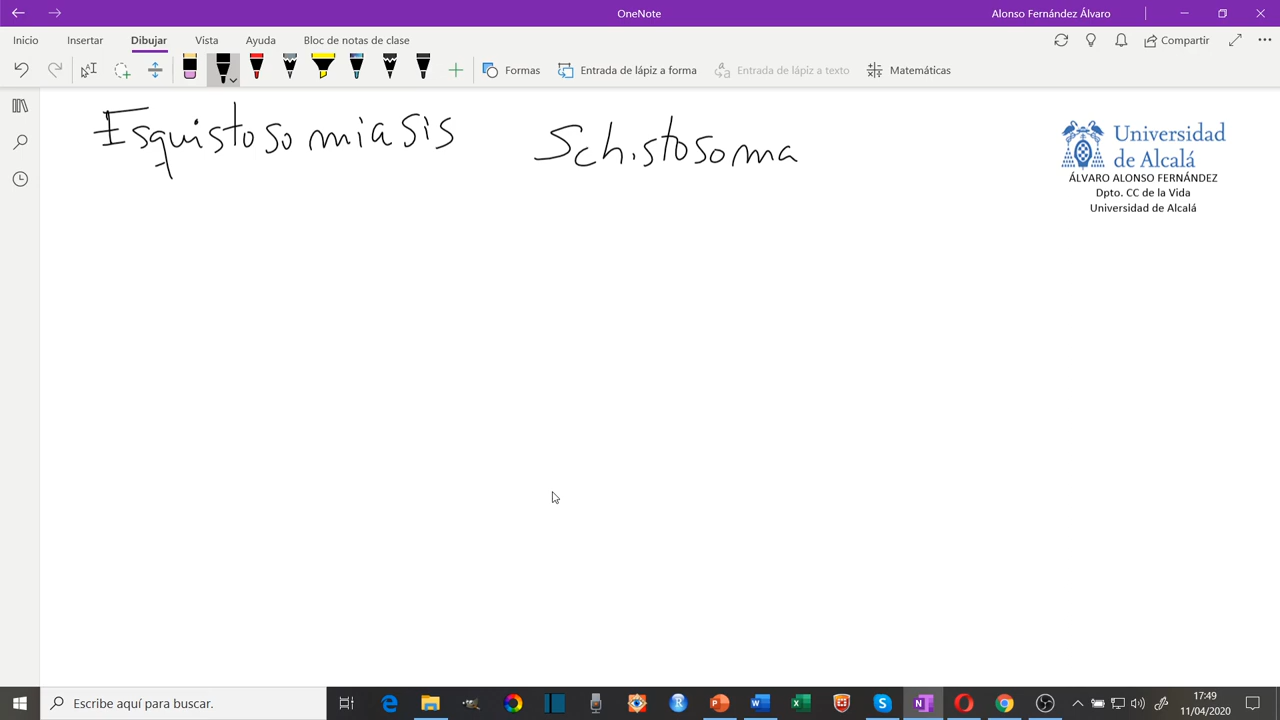 OneNote
Alonso Fernández Álvaro
Inicio Insertar Dibujar Vista Ayuda Bloc de notas de clase
Compartir
Formas Entrada de lápiz a forma Entrada de lápiz a texto Matemáticas
Esquistosomiasis Schistosoma
Universidad
de Alcalá
ÁLVARO ALONSO FERNÁNDEZ
Dpto. CC de la Vida
Universidad de Alcalá
Escribe aquí para buscar.
17:49
11/04/2020